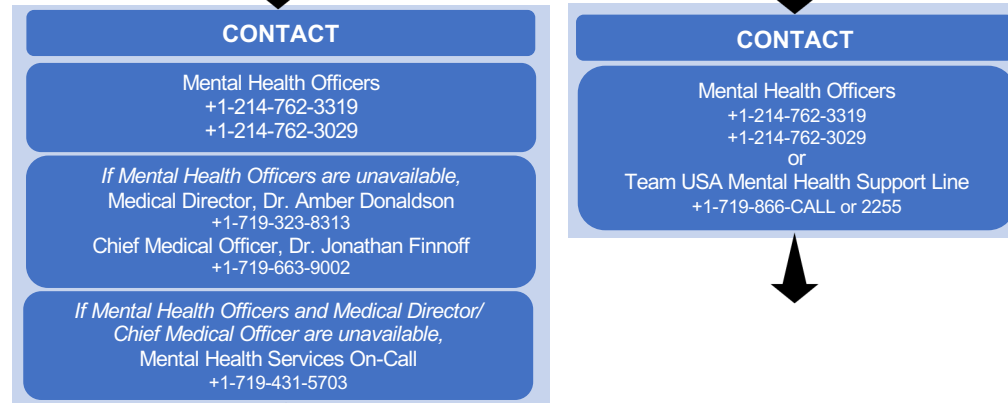 CONTACT
Mental Health Officers
+1-214-762-3319
+1-214-762-3029
If Mental Health Officers are unavailable,
Medical Director, Dr. Amber Donaldson
+1-719-323-8313
Chief Medical Officer, Dr. Jonathan Finnoff
+1-719-663-9002
If Mental Health Officers and Medical Director/
Chief Medical Officer are unavailable,
Mental Health Services On-Call
+1-719-431-5703
CONTACT
Mental Health Officers
+1-214-762-3319
+1-214-762-3029
or
Team USA Mental Health Support Line
+1-719-866-CALL or 2255